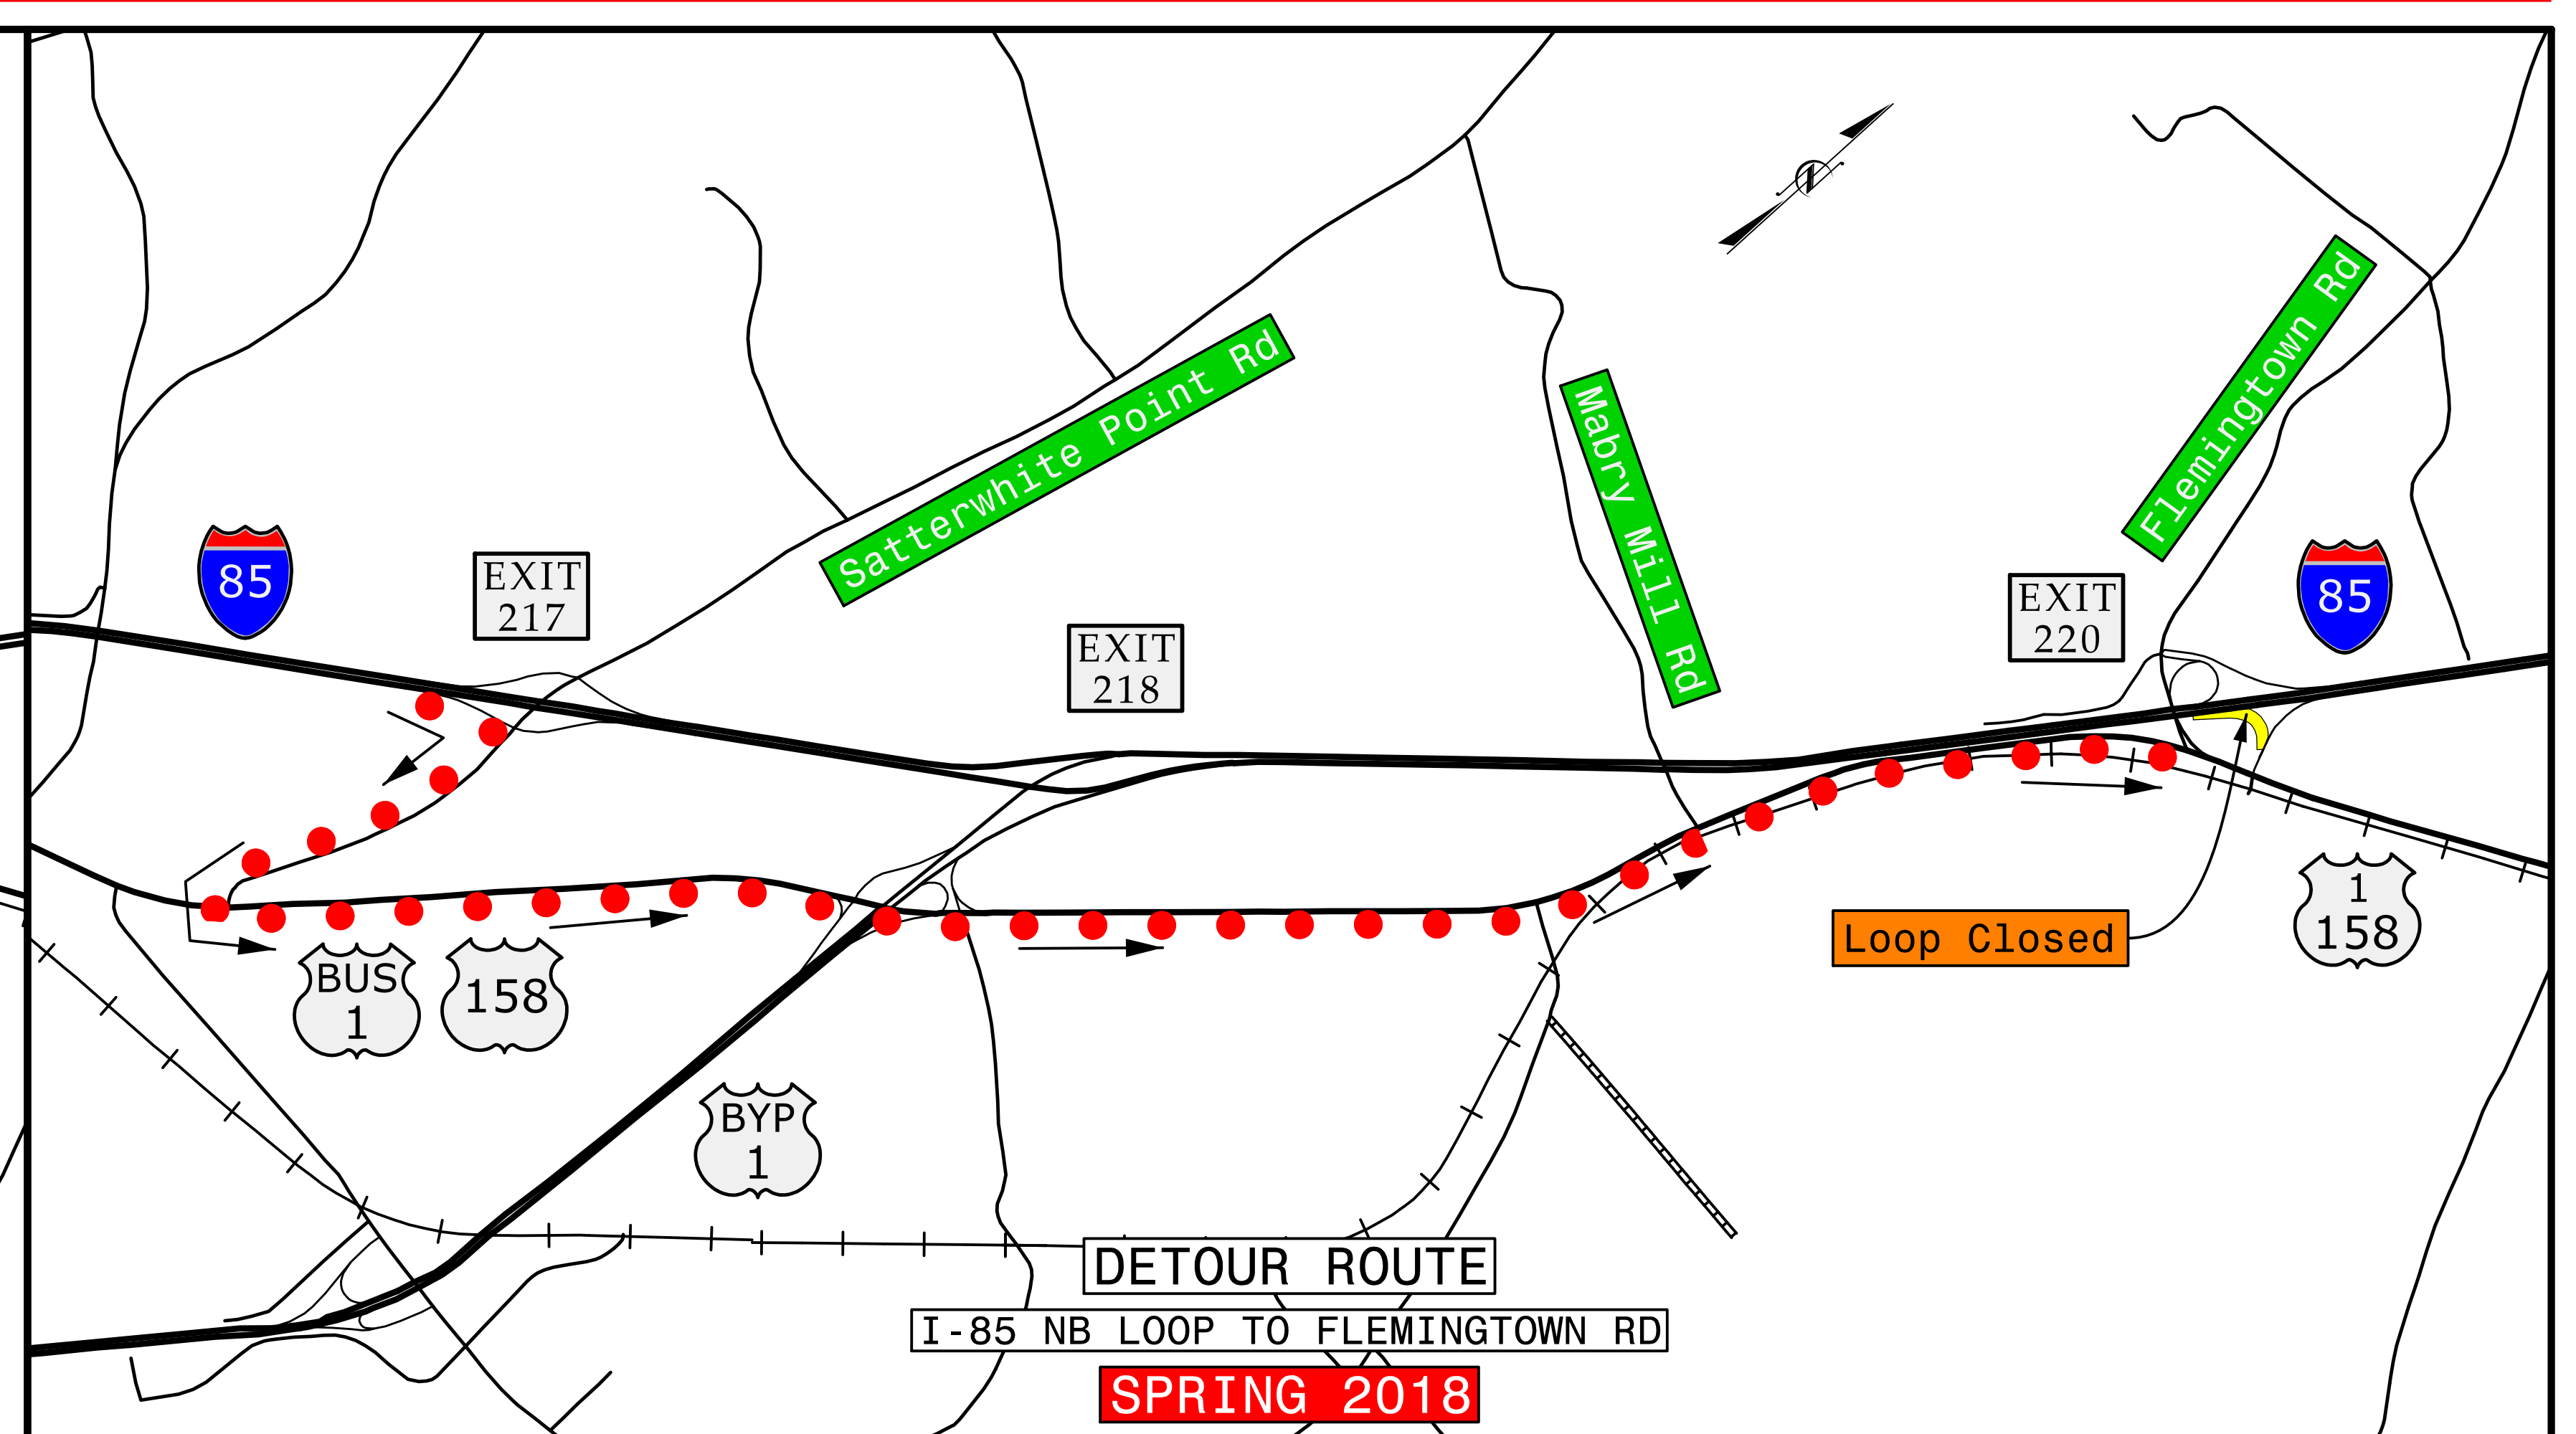 Satterwhite Point Rd
Mabry Mill Rd
Flemingtown Rd
N
85
EXIT
217
EXIT
218
EXIT
220
85
Loop Closed
1
158
BUS
1
158
BYP
1
DETOUR ROUTE
I-85 NB LOOP TO FLEMINGTOWN RD
SPRING 2018